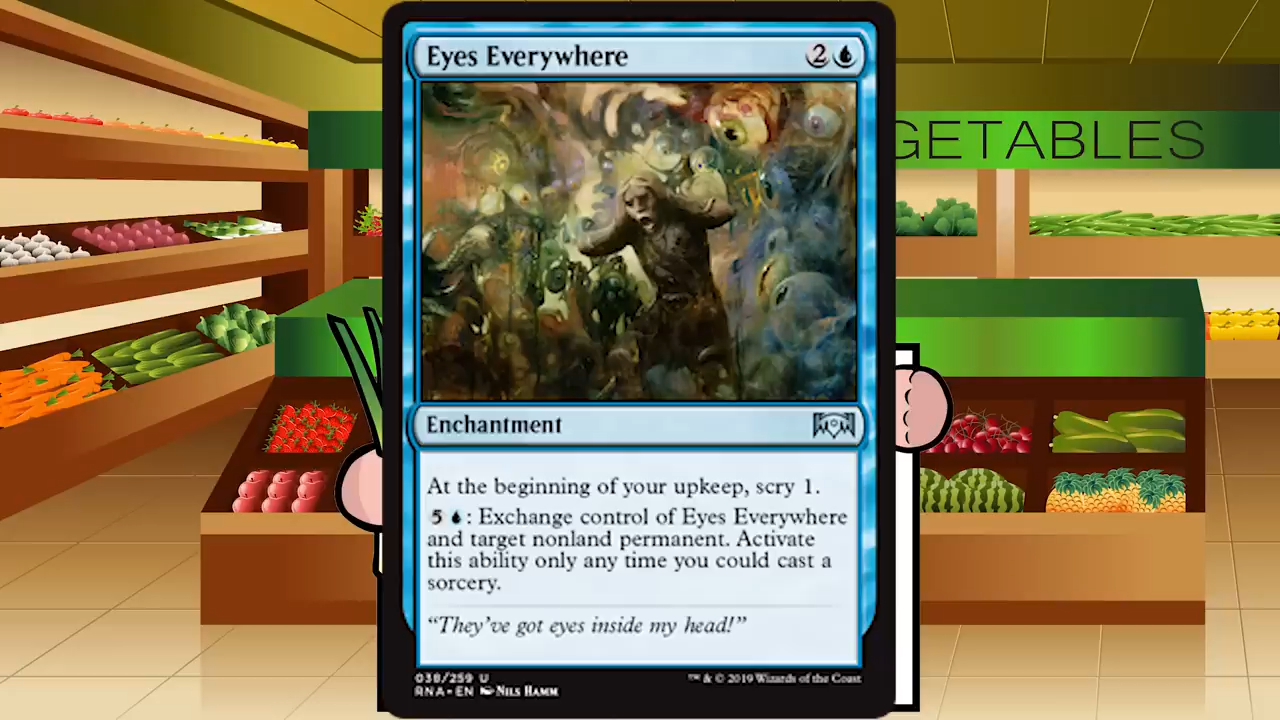 Eyes Everywhere 2
GETABLES
Enchantment
At the beginning of your upkeep, scry 1.
5 : Exchange control of Eyes Everywhere
and target nonland permanent. Activate
this ability only any time you could cast a
sorcery.
“They’ve got eyes inside my head!”
038/259 U
RNA • EN Nils Hamm
™ & © 2019 Wizards of the Coast